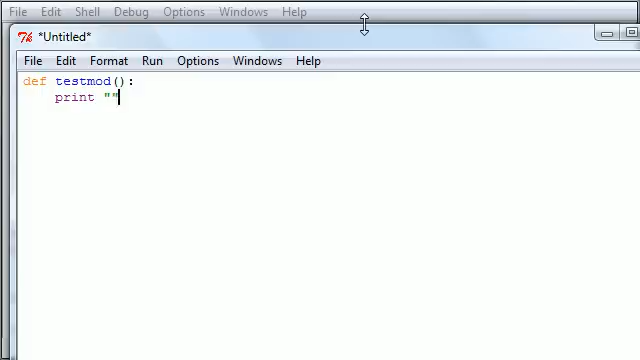 File Edit Shell Debug Options Windows Help
*Untitled*
File Edit Format Run Options Windows Help
def testmod():
    print ""